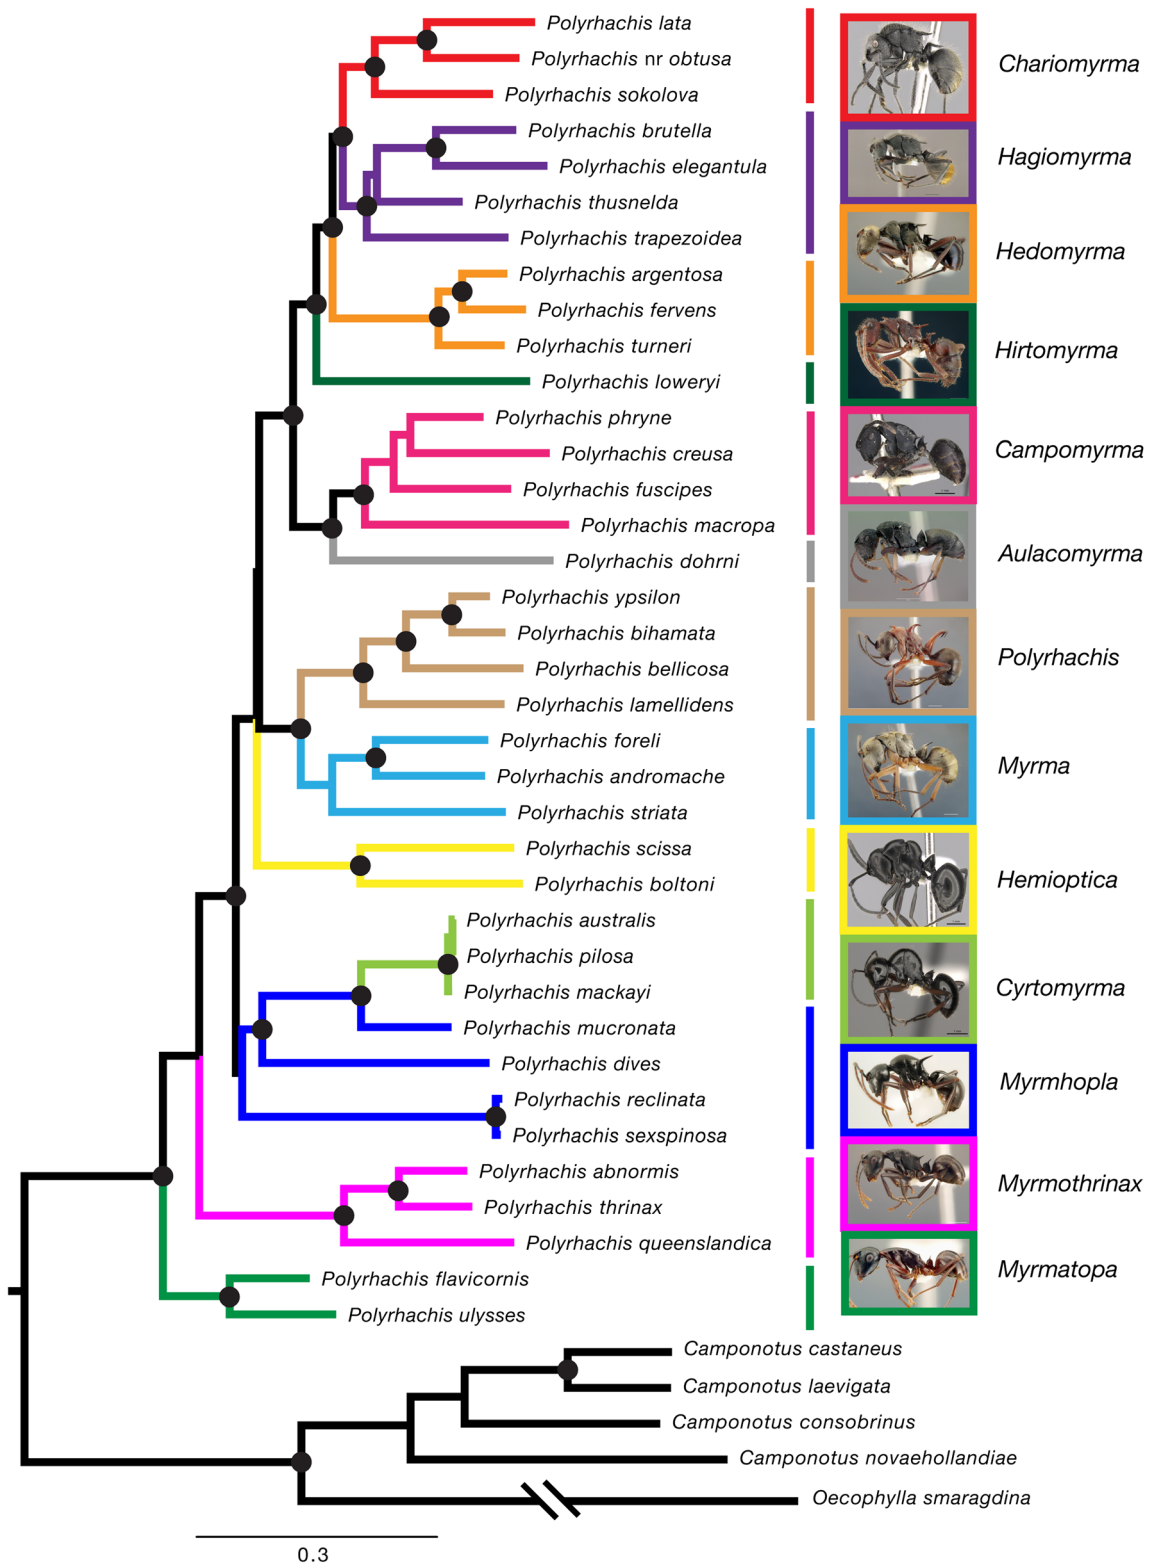 Polyrhachis lata
Polyrhachis nr obtusa
Polyrhachis sokolova
Polyrhachis brutella
Polyrhachis elegantula
Polyrhachis thusnelda
Polyrhachis trapezoidea
Polyrhachis argentosa
Polyrhachis fervens
Polyrhachis turneri
Polyrhachis loweryi
Polyrhachis phryne
Polyrhachis creusa
Polyrhachis fuscipes
Polyrhachis macropa
Polyrhachis dohrni
Polyrhachis ypsilon
Polyrhachis bihamata
Polyrhachis bellicosa
Polyrhachis lamellidens
Polyrhachis foreli
Polyrhachis andromache
Polyrhachis striata
Polyrhachis scissa
Polyrhachis boltoni
Polyrhachis australis
Polyrhachis pilosa
Polyrhachis mackayi
Polyrhachis mucronata
Polyrhachis dives
Polyrhachis reclinata
Polyrhachis sexspinosa
Polyrhachis abnormis
Polyrhachis thrinax
Polyrhachis queenslandica
Polyrhachis flavicornis
Polyrhachis ulysses
Camponotus castaneus
Camponotus laevigata
Camponotus consobrinus
Camponotus novaehollandiae
Oecophylla smaragdina
0.3
Chariomyrma
Hagiomyrma
Hedomyrma
Hirtomyrma
Campomyrma
Aulacomyrma
Polyrhachis
Myrma
Hemioptica
Cyrtomyrma
Myrmhopla
Myrmothrinax
Myrmatopa